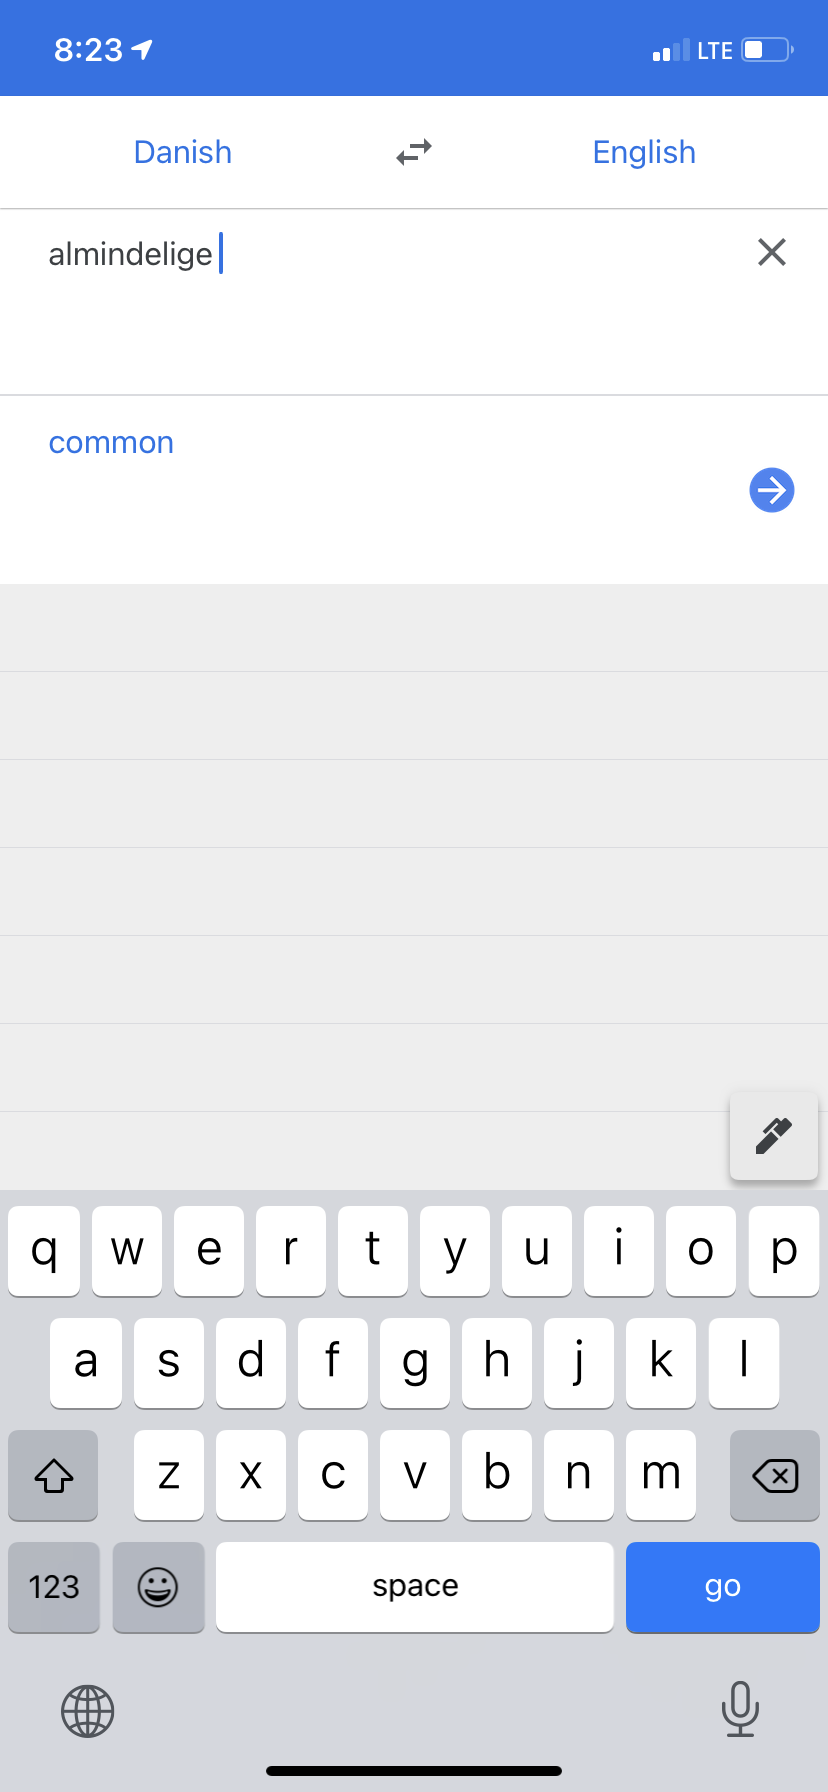 8:23 LTE
Danish English
almindelige
common
q w e r t y u i o p
a s d f g h j k l
z x c v b n m
123 space go